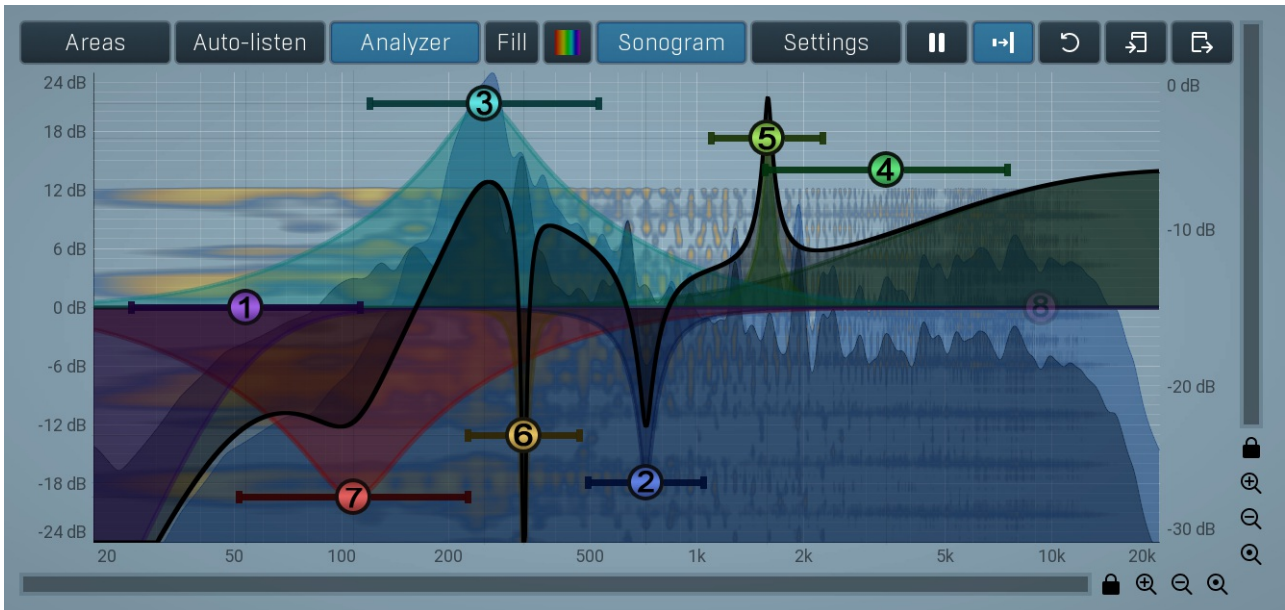 Areas Auto-listen Analyzer Fill Sonogram Settings
24 dB 0 dB
3
18 dB
5
4
12 dB
6 dB -10 dB
0 dB 1 8
-6 dB
-20 dB
-12 dB
6
-18 dB 2
7
-24 dB -30 dB
20 50 100 200 500 1k 2k 5k 10k 20k